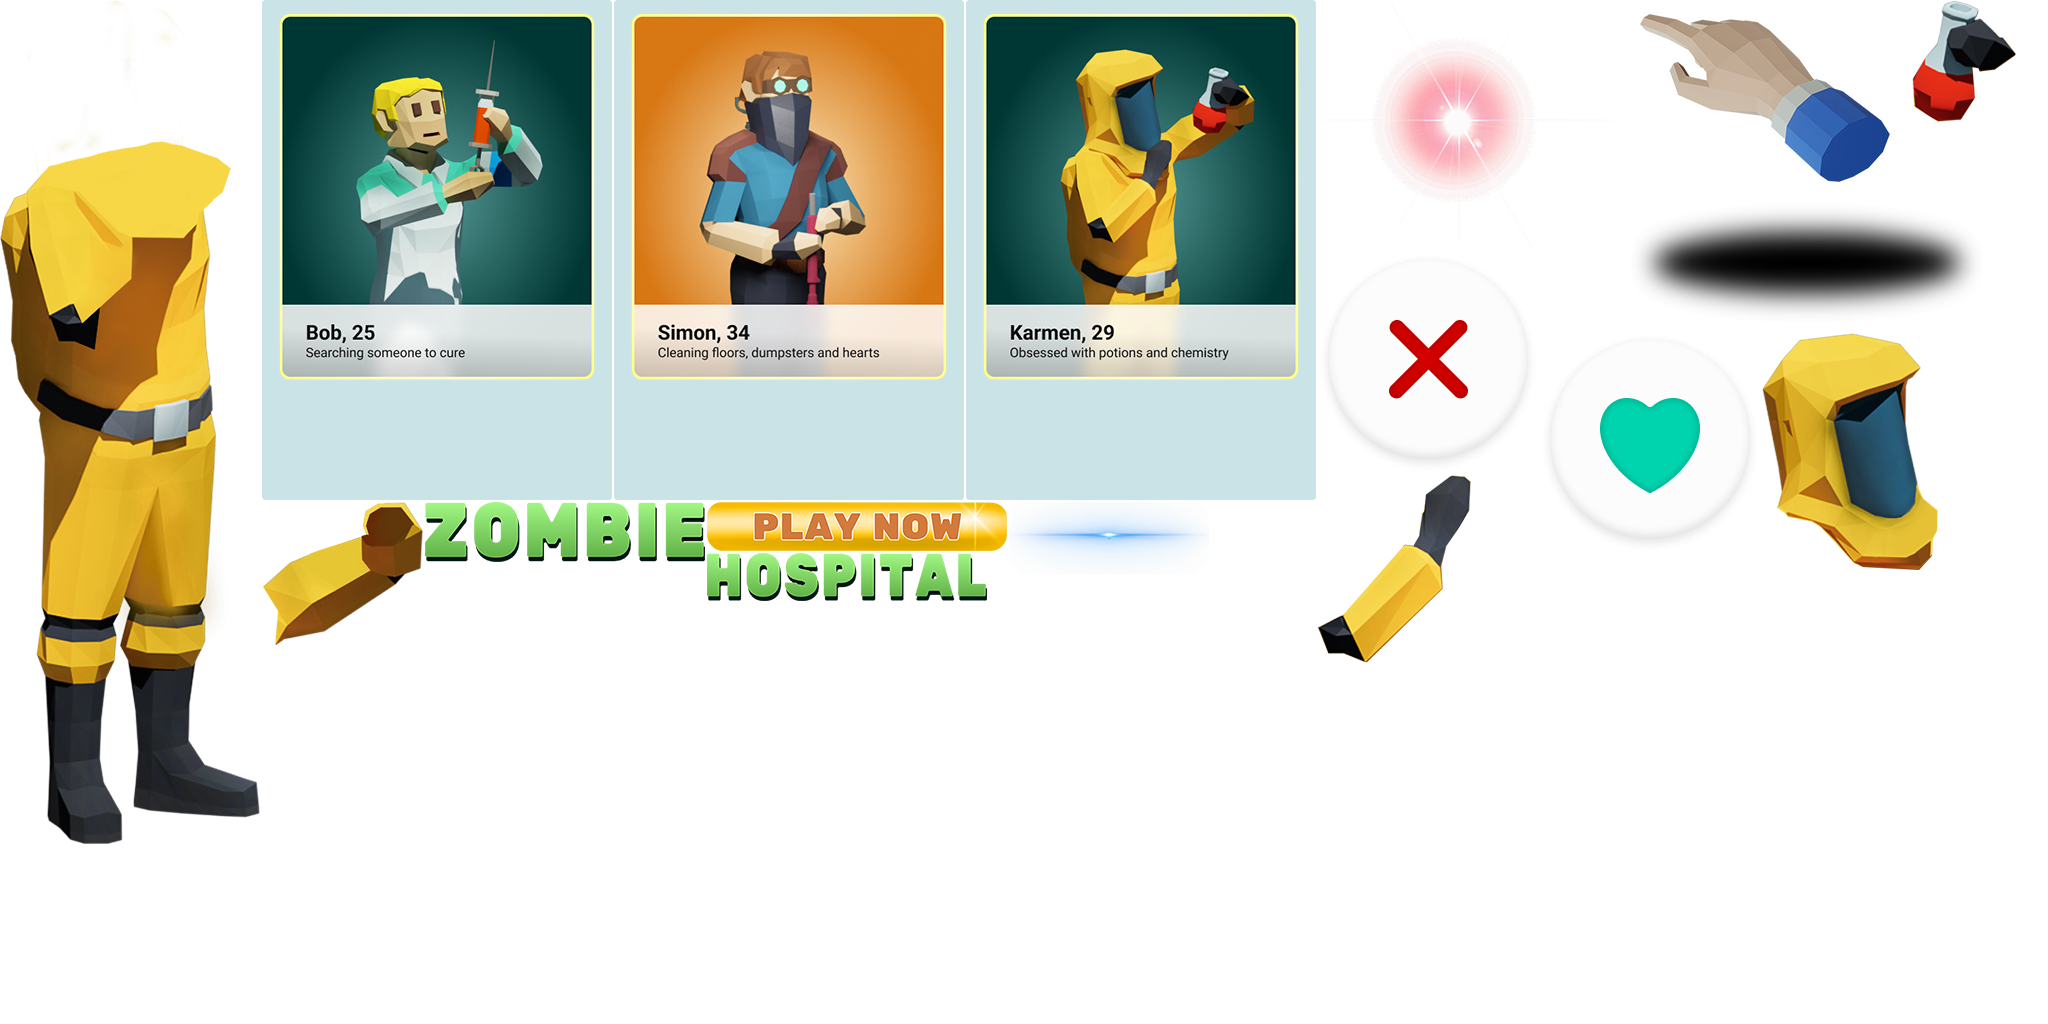 Bob, 25
Searching someone to cure
Simon, 34
Cleaning floors, dumpsters and hearts
Karmen, 29
Obsessed with potions and chemistry
ZOMBIE
PLAY NOW
HOSPITAL